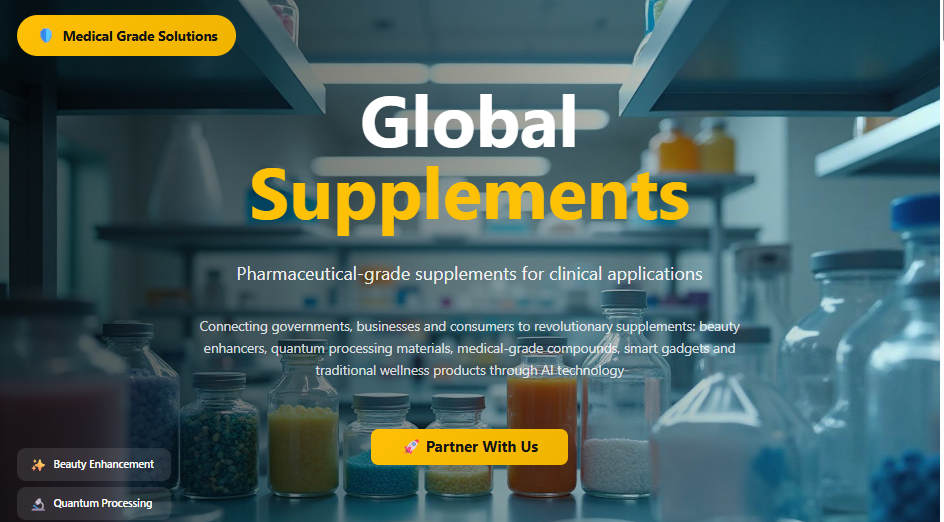 Medical Grade Solutions
Global
Supplements
Pharmaceutical-grade supplements for clinical applications
Connecting governments, businesses and consumers to revolutionary supplements: beauty
enhancers, quantum processing materials, medical-grade compounds, smart gadgets and
traditional wellness products through AI technology
Partner With Us
Beauty Enhancement
Quantum Processing